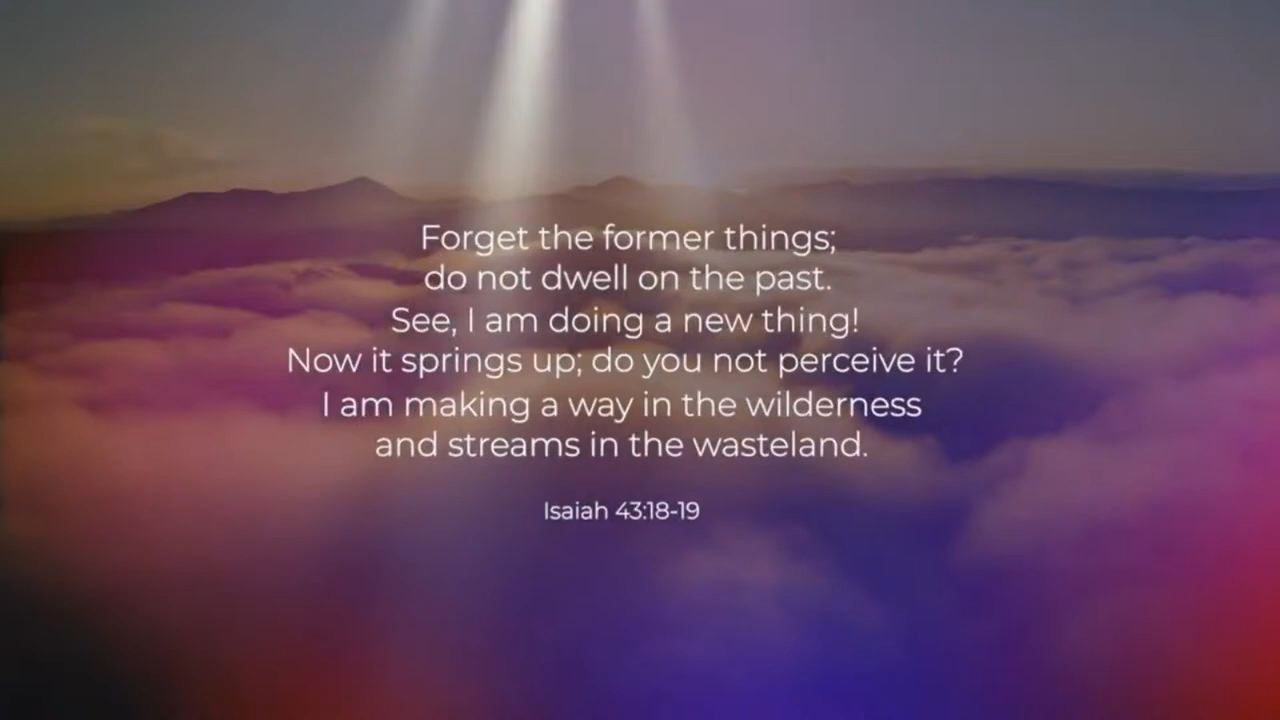 Forget the former things;
do not dwell on the past.
See, I am doing a new thing!
Now it springs up; do you not perceive it?
I am making a way in the wilderness
and streams in the wasteland.
Isaiah 43:18-19